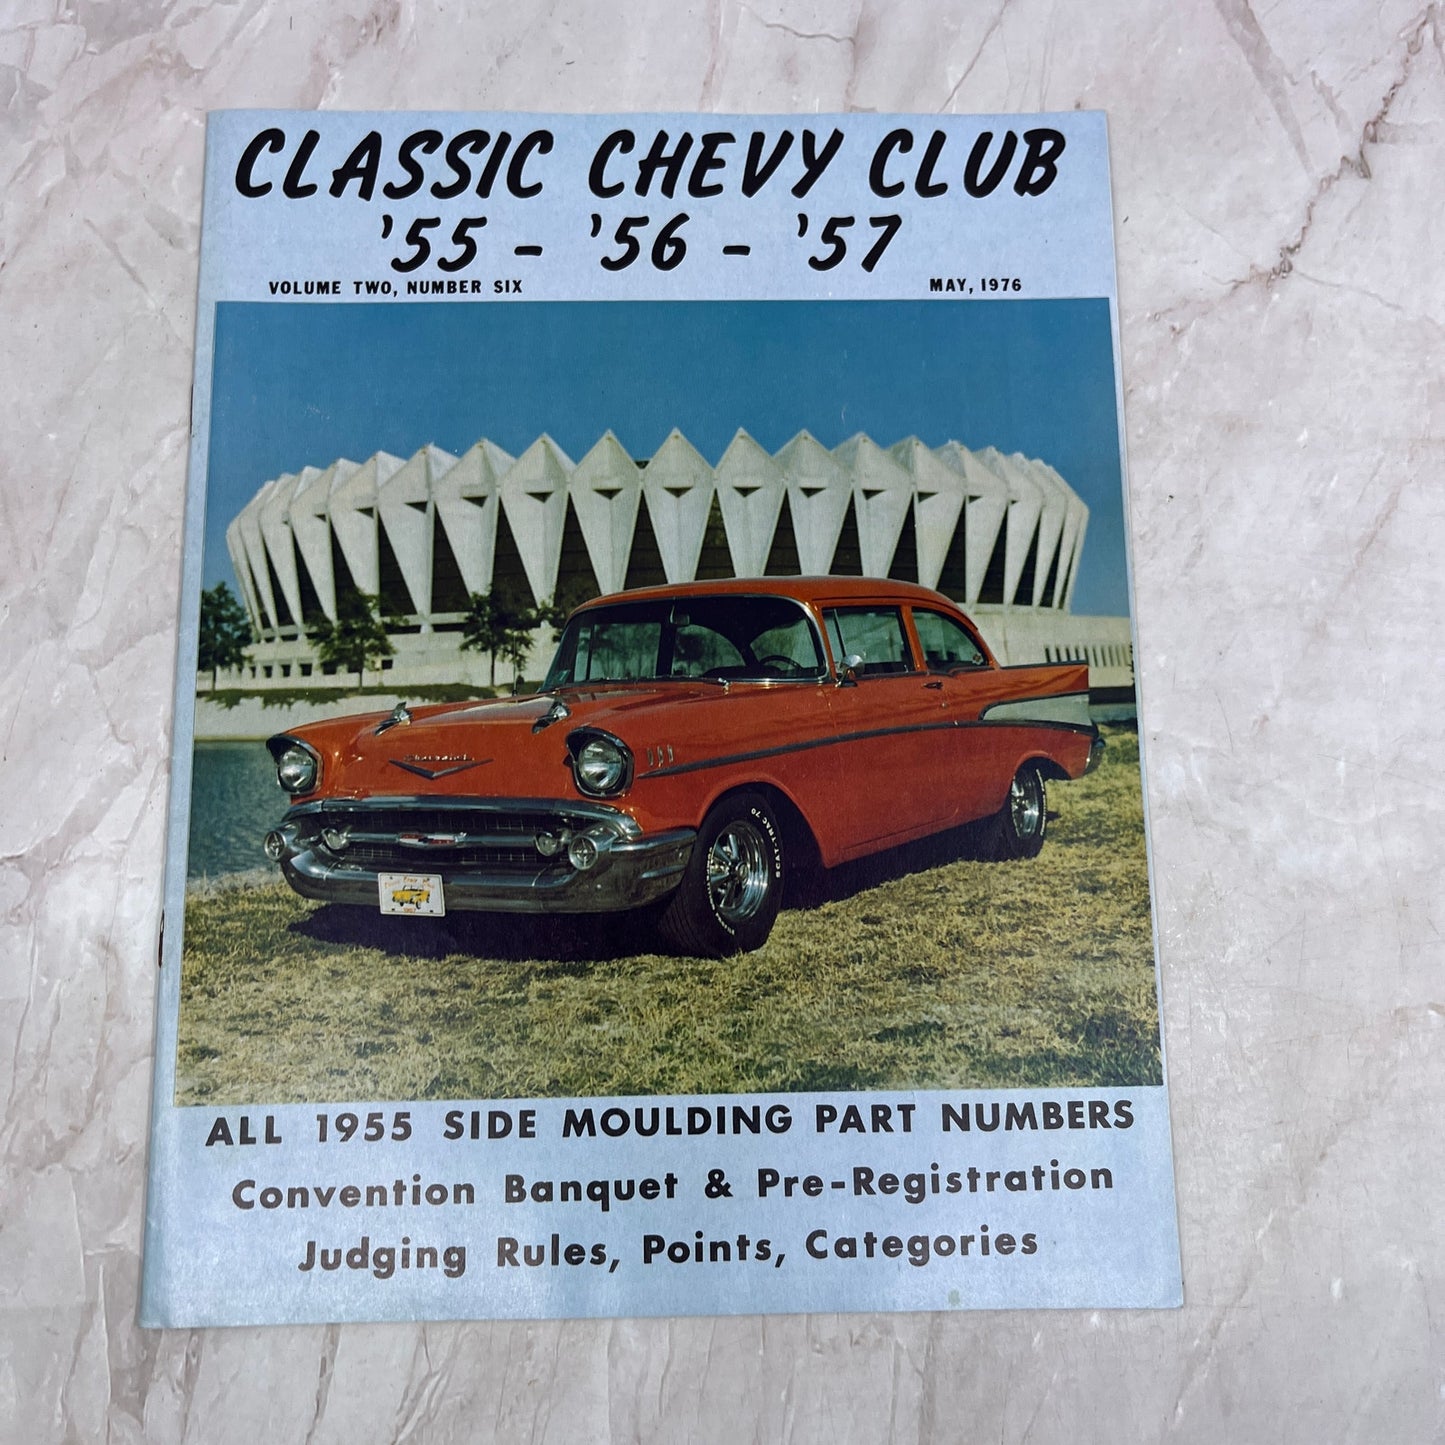 CLASSIC CHEVY CLUB
'55 - '56 - '57
VOLUME TWO, NUMBER SIX MAY, 1976
Chevrolet
ALL 1955 SIDE MOULDING PART NUMBERS
Convention Banquet & Pre-Registration
Judging Rules, Points, Categories